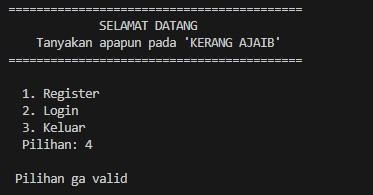 ==========================================
SELAMAT DATANG
Tanyakan apapun pada 'KERANG AJAIB'
==========================================
1. Register
2. Login
3. Keluar
Pilihan: 4
Pilihan ga valid